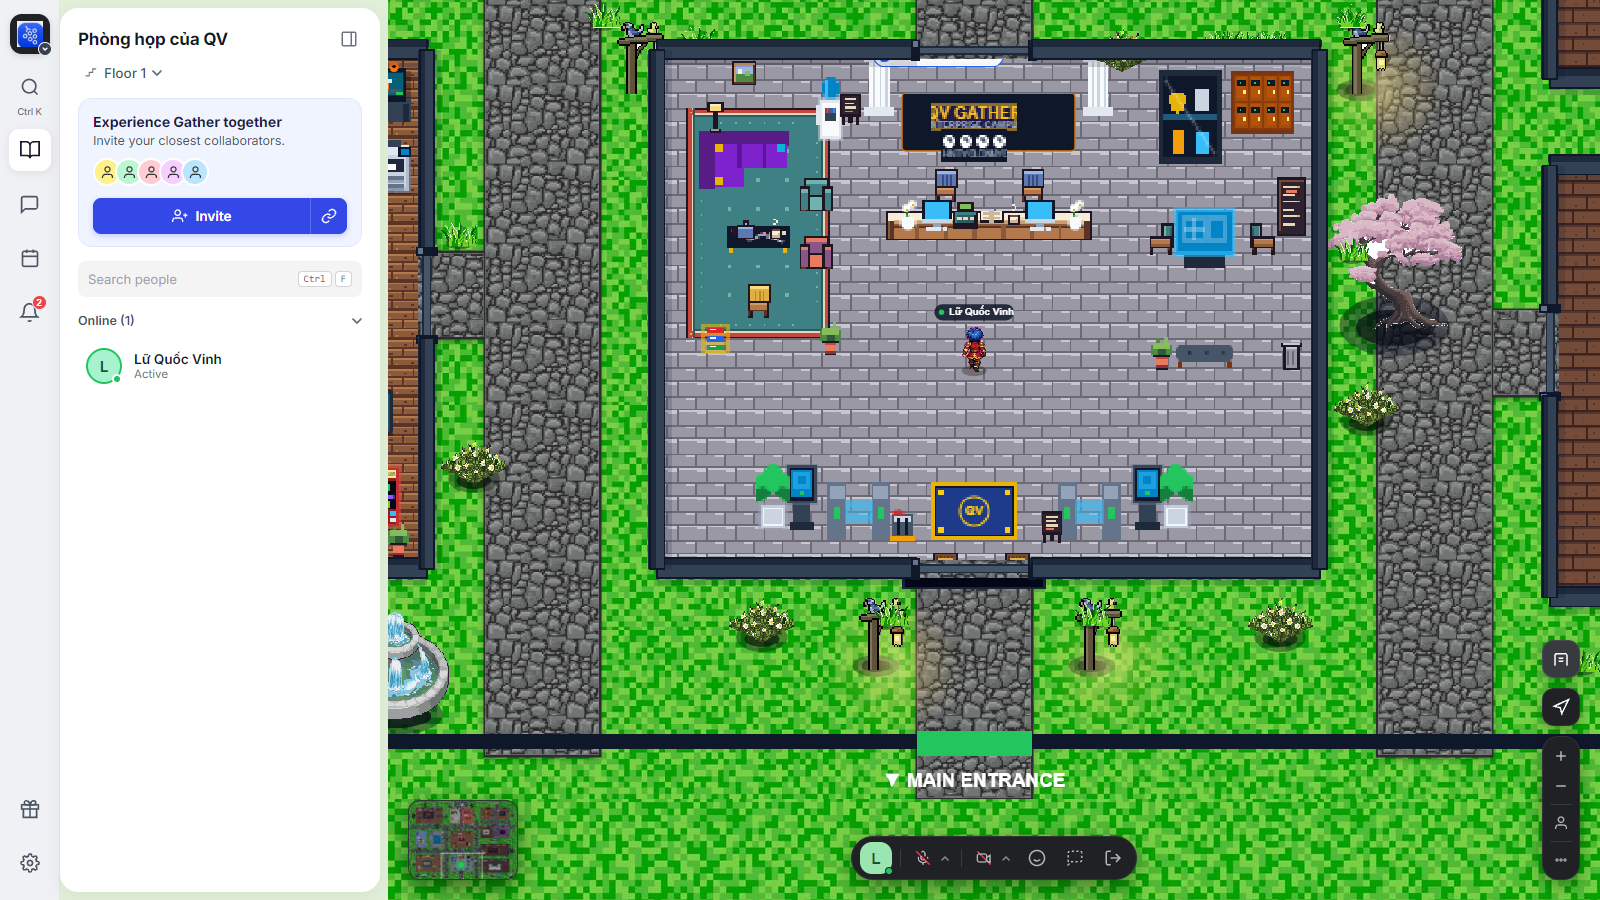 Phòng họp của QV
Floor 1
Ctrl K
Experience Gather together
Invite your closest collaborators.
Invite
Search people
Ctrl F
2
Online (1)
L
Lữ Quốc Vinh
Active
QV GATHER
Lữ Quốc Vinh
QV
▼ MAIN ENTRANCE
L